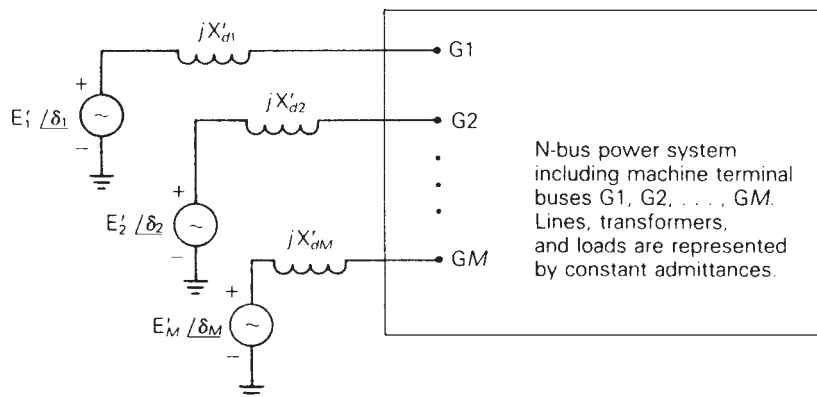 jX′d1
G1
+
E′1 /δ1
~
−
jX′d2
G2
+
E′2 /δ2
~
−
jX′dM
GM
+
E′M /δM
~
−
N-bus power system
including machine terminal
buses G1, G2, . . . , GM.
Lines, transformers,
and loads are represented
by constant admittances.